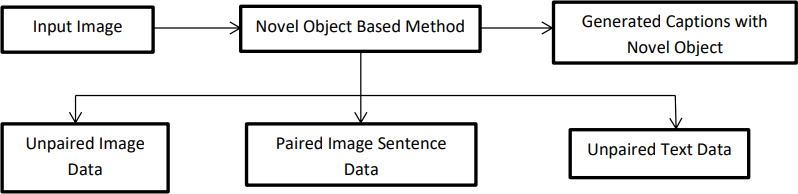 Input Image
Novel Object Based Method
Generated Captions with
Novel Object
Unpaired Image
Data
Paired Image Sentence
Data
Unpaired Text Data